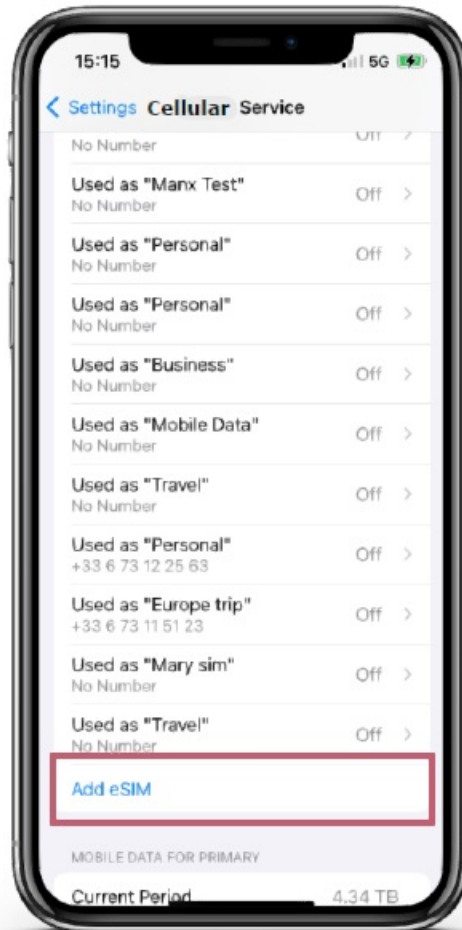 15:15
5G
Settings Cellular Service
Off
No Number
Used as "Manx Test"
Off
No Number
Used as "Personal"
Off
No Number
Used as "Personal"
Off
No Number
Used as "Business"
Off
No Number
Used as "Mobile Data"
Off
No Number
Used as "Travel"
Off
No Number
Used as "Personal"
Off
+33 6 73 12 25 63
Used as "Europe trip"
Off
+33 6 73 11 51 23
Used as "Mary sim"
Off
No Number
Used as "Travel"
Off
No Number
Add eSIM
MOBILE DATA FOR PRIMARY
Current Period 4.34 TB